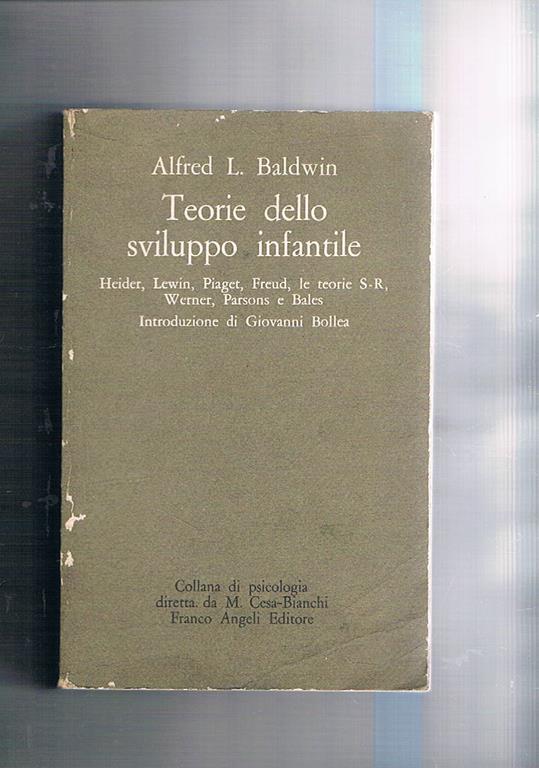 Alfred L. Baldwin
Teorie dello
sviluppo infantile
Heider, Lewin, Piaget, Freud, le teorie S-R,
Werner, Parsons e Bales
Introduzione di Giovanni Bollea
Collana di psicologia
diretta da M. Cesa-Bianchi
Franco Angeli Editore